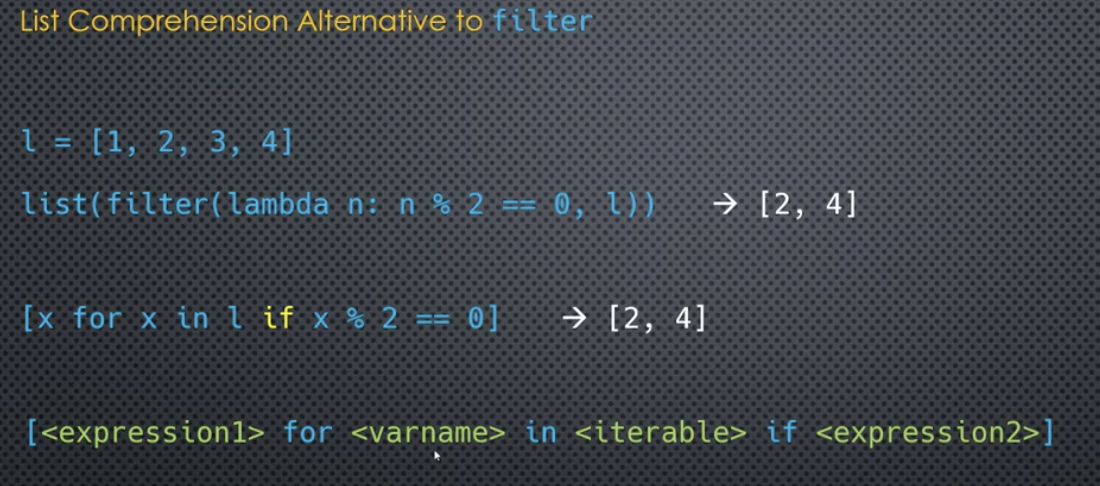 List Comprehension Alternative to filter
l = [1, 2, 3, 4]
list(filter(lambda n: n % 2 == 0, l)) → [2, 4]
[x for x in l if x % 2 == 0] → [2, 4]
[<expression1> for <varname> in <iterable> if <expression2>]